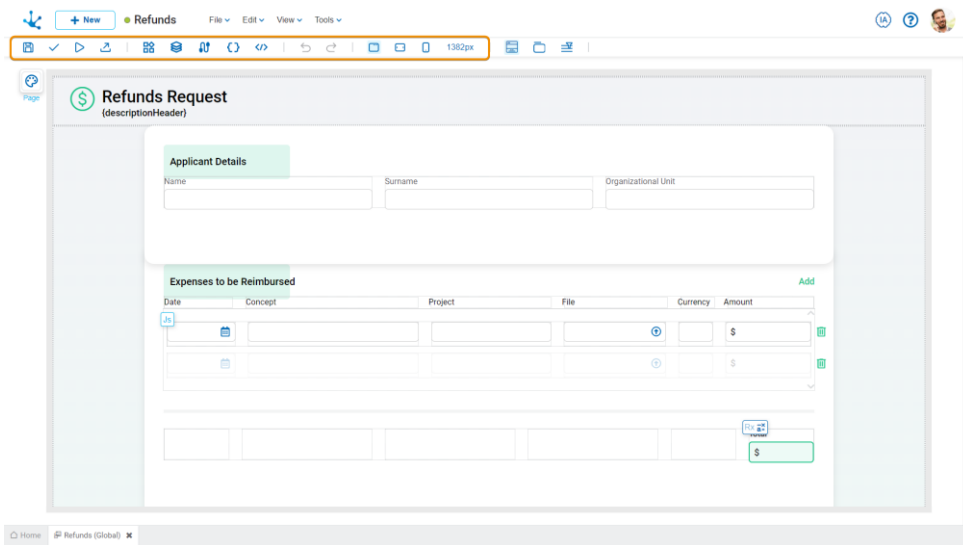 + New
Refunds
File Edit View Tools
IA
?
</>
1382px
Page
$
Refunds Request
{descriptionHeader}
Applicant Details
Name Surname Organizational Unit
Expenses to be Reimbursed
Add
Date Concept Project File Currency Amount
Js
$
$
Rx
$
Home
Refunds (Global)